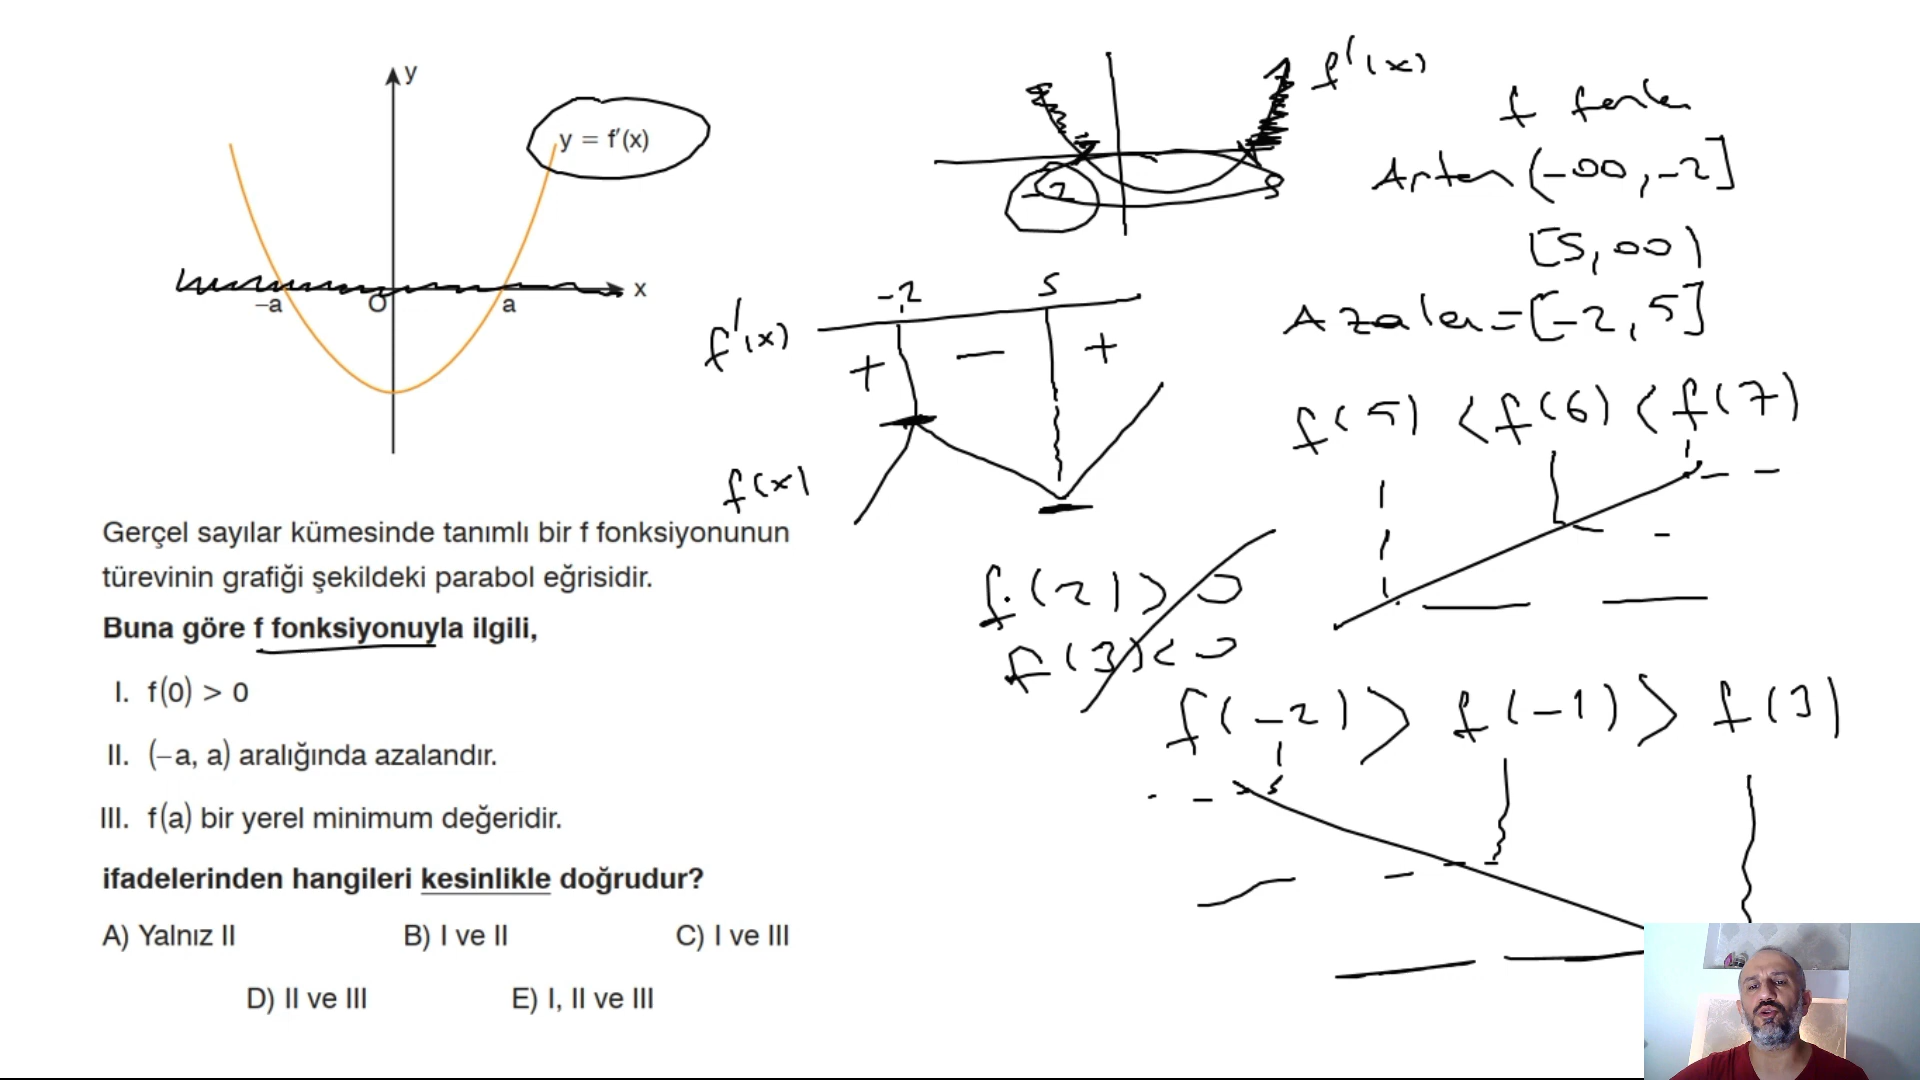 y
y = f′(x)
x
–a
O
a
Gerçel sayılar kümesinde tanımlı bir f fonksiyonunun
türevinin grafiği şekildeki parabol eğrisidir.
Buna göre f fonksiyonuyla ilgili,
I. f(0) > 0
II. (–a, a) aralığında azalandır.
III. f(a) bir yerel minimum değeridir.
ifadelerinden hangileri kesinlikle doğrudur?
A) Yalnız II
B) I ve II
C) I ve III
D) II ve III
E) I, II ve III
f'(x)
-2
5
-2
5
f'(x)
+
−
+
f(x)
f
Artan (-∞, -2]
[5, ∞)
Azalan = [-2, 5]
f(5) < f(6) < f(7)
f(2) > 0
f(3) < 0
f(-2) > f(-1) > f(3)